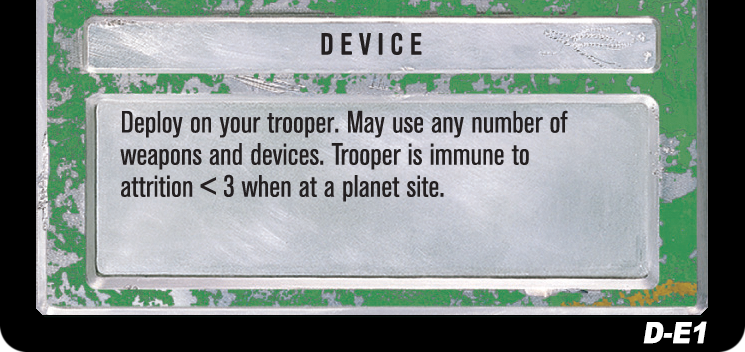 DEVICE
Deploy on your trooper. May use any number of
weapons and devices. Trooper is immune to
attrition < 3 when at a planet site.
D-E1